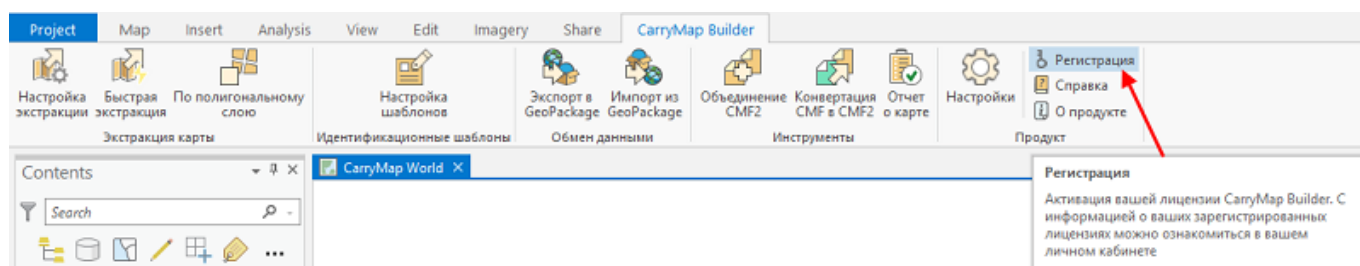 Project Map Insert Analysis View Edit Imagery Share CarryMap Builder
Настройка экстракции
Быстрая экстракция
По полигональному слою
Экстракция карты
Настройка шаблонов
Идентификационные шаблоны
Экспорт в GeoPackage
Импорт из GeoPackage
Обмен данными
Объединение CMF2
Конвертация CMF в CMF2
Отчет о карте
Инструменты
Настройки
Регистрация
Справка
О продукте
Продукт
Contents
Search
CarryMap World
Регистрация
Активация вашей лицензии CarryMap Builder. С
информацией о ваших зарегистрированных
лицензиях можно ознакомиться в вашем
личном кабинете